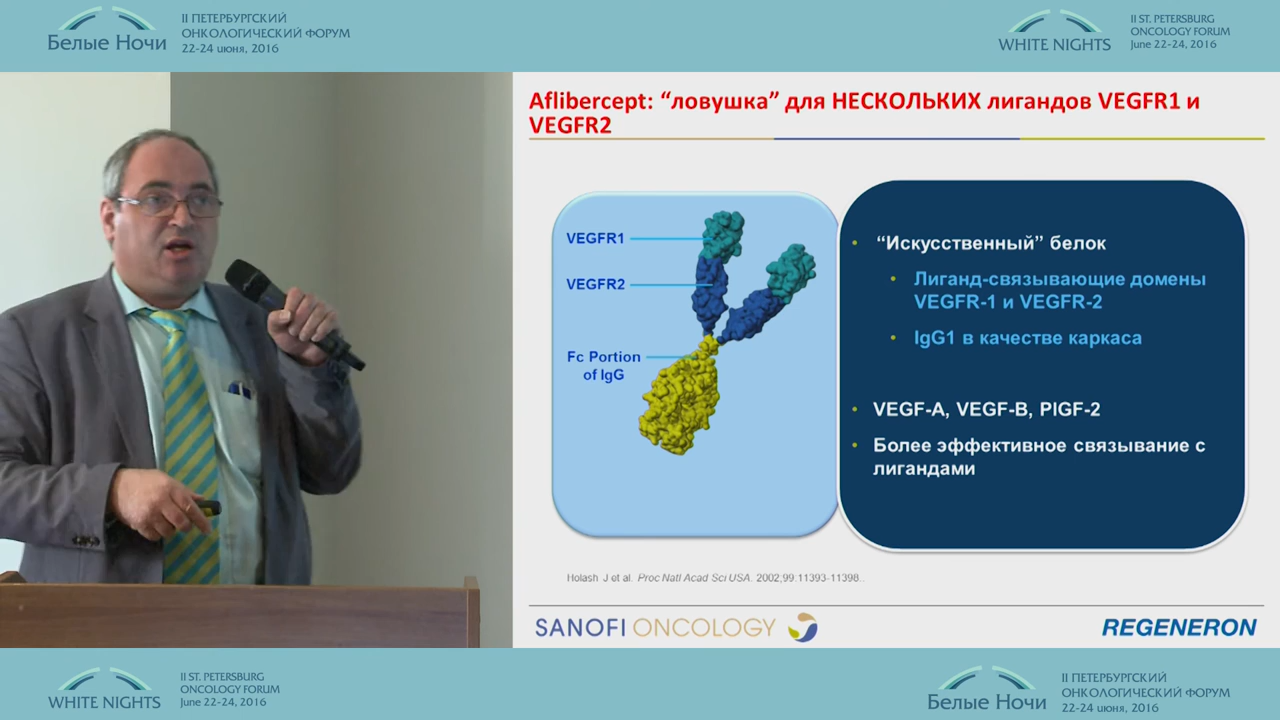 II ПЕТЕРБУРГСКИЙ
ОНКОЛОГИЧЕСКИЙ ФОРУМ
22-24 июня, 2016
Белые Ночи
WHITE NIGHTS
II ST. PETERSBURG
ONCOLOGY FORUM
June 22-24, 2016
Aflibercept: “ловушка” для НЕСКОЛЬКИХ лигандов VEGFR1 и
VEGFR2
VEGFR1
VEGFR2
Fc Portion
of IgG
• “Искусственный” белок
• Лиганд-связывающие домены
VEGFR-1 и VEGFR-2
• IgG1 в качестве каркаса
• VEGF-A, VEGF-B, PIGF-2
• Более эффективное связывание с
лигандами
Holash J et al. Proc Natl Acad Sci USA. 2002;99:11393-11398..
SANOFI ONCOLOGY
REGENERON
WHITE NIGHTS
II ST. PETERSBURG
ONCOLOGY FORUM
June 22-24, 2016
Белые Ночи
II ПЕТЕРБУРГСКИЙ
ОНКОЛОГИЧЕСКИЙ ФОРУМ
22-24 июня, 2016